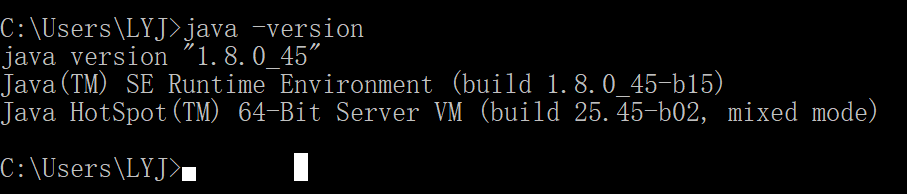 C:\Users\LYJ>java -version
java version "1.8.0_45"
Java(TM) SE Runtime Environment (build 1.8.0_45-b15)
Java HotSpot(TM) 64-Bit Server VM (build 25.45-b02, mixed mode)
C:\Users\LYJ>